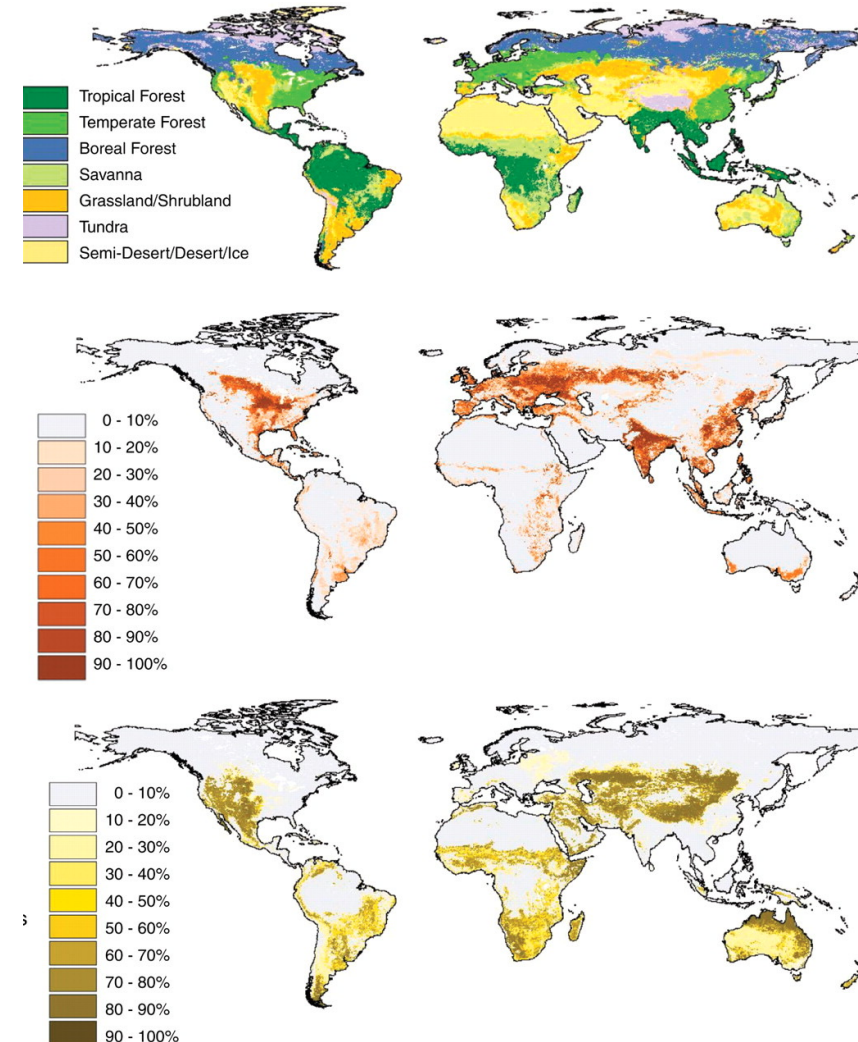 Tropical Forest
Temperate Forest
Boreal Forest
Savanna
Grassland/Shrubland
Tundra
Semi-Desert/Desert/Ice
0 - 10%
10 - 20%
20 - 30%
30 - 40%
40 - 50%
50 - 60%
60 - 70%
70 - 80%
80 - 90%
90 - 100%
0 - 10%
10 - 20%
20 - 30%
30 - 40%
40 - 50%
50 - 60%
60 - 70%
70 - 80%
80 - 90%
90 - 100%